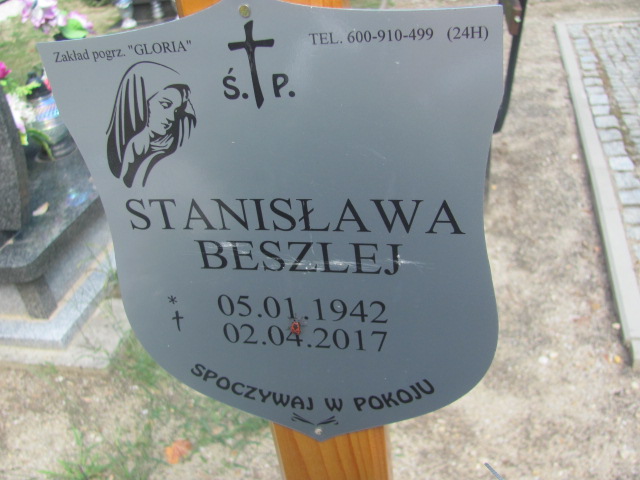 Zakład pogrz. "GLORIA"
TEL. 600-910-499 (24H)
Ś. P.
STANISŁAWA
BESZLEJ
* 05.01.1942
† 02.04.2017
SPOCZYWAJ W POKOJU